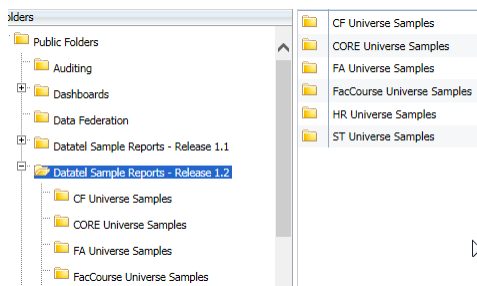 olders
Public Folders
Auditing
Dashboards
Data Federation
Datatel Sample Reports - Release 1.1
Datatel Sample Reports - Release 1.2
CF Universe Samples
CORE Universe Samples
FA Universe Samples
FacCourse Universe Samples
CF Universe Samples
CORE Universe Samples
FA Universe Samples
FacCourse Universe Samples
HR Universe Samples
ST Universe Samples